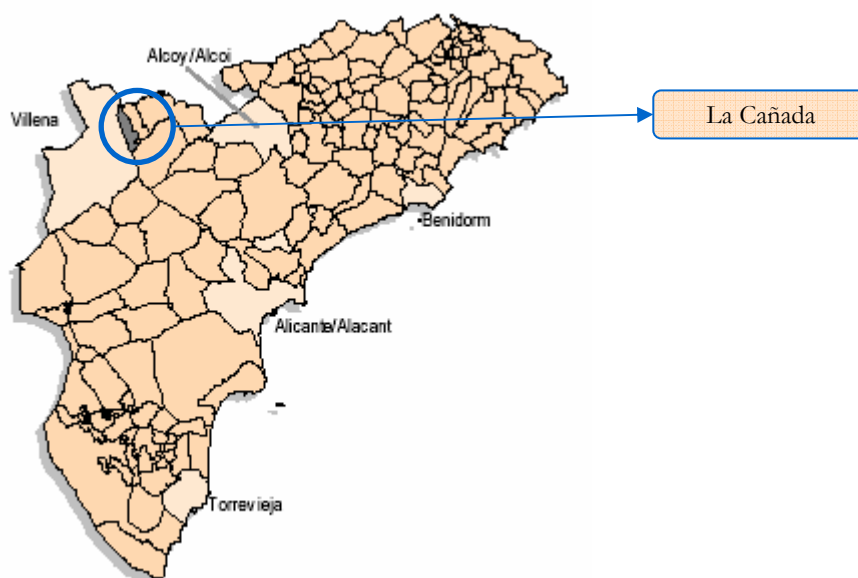 Alcoy/Alcoi
Villena
La Cañada
Benidorm
Alicante/Alacant
Torrevieja